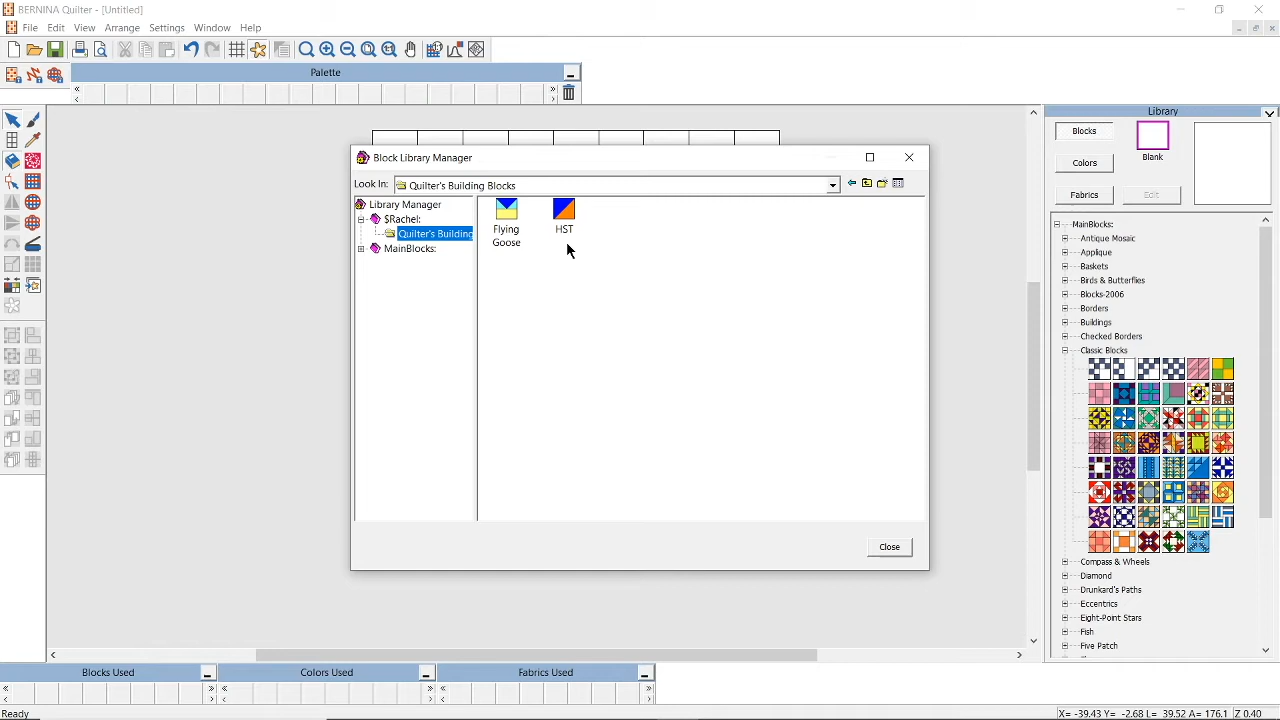 BERNINA Quilter - [Untitled]
File Edit View Arrange Settings Window Help
Palette
Library
Blocks
Blank
Colors
Fabrics
Edit
MainBlocks:
Antique Mosaic
Applique
Baskets
Birds & Butterflies
Blocks-2006
Borders
Buildings
Checked Borders
Classic Blocks
Compass & Wheels
Diamond
Drunkard's Paths
Eccentrics
Eight-Point Stars
Fish
Five Patch
Block Library Manager
Look In: Quilter's Building Blocks
Library Manager
$Rachel:
Quilter's Building
MainBlocks:
Flying
Goose
HST
Close
Blocks Used
Colors Used
Fabrics Used
Ready
X= -39.43 Y= -2.68 L= 39.52 A= 176.1 Z 0.40